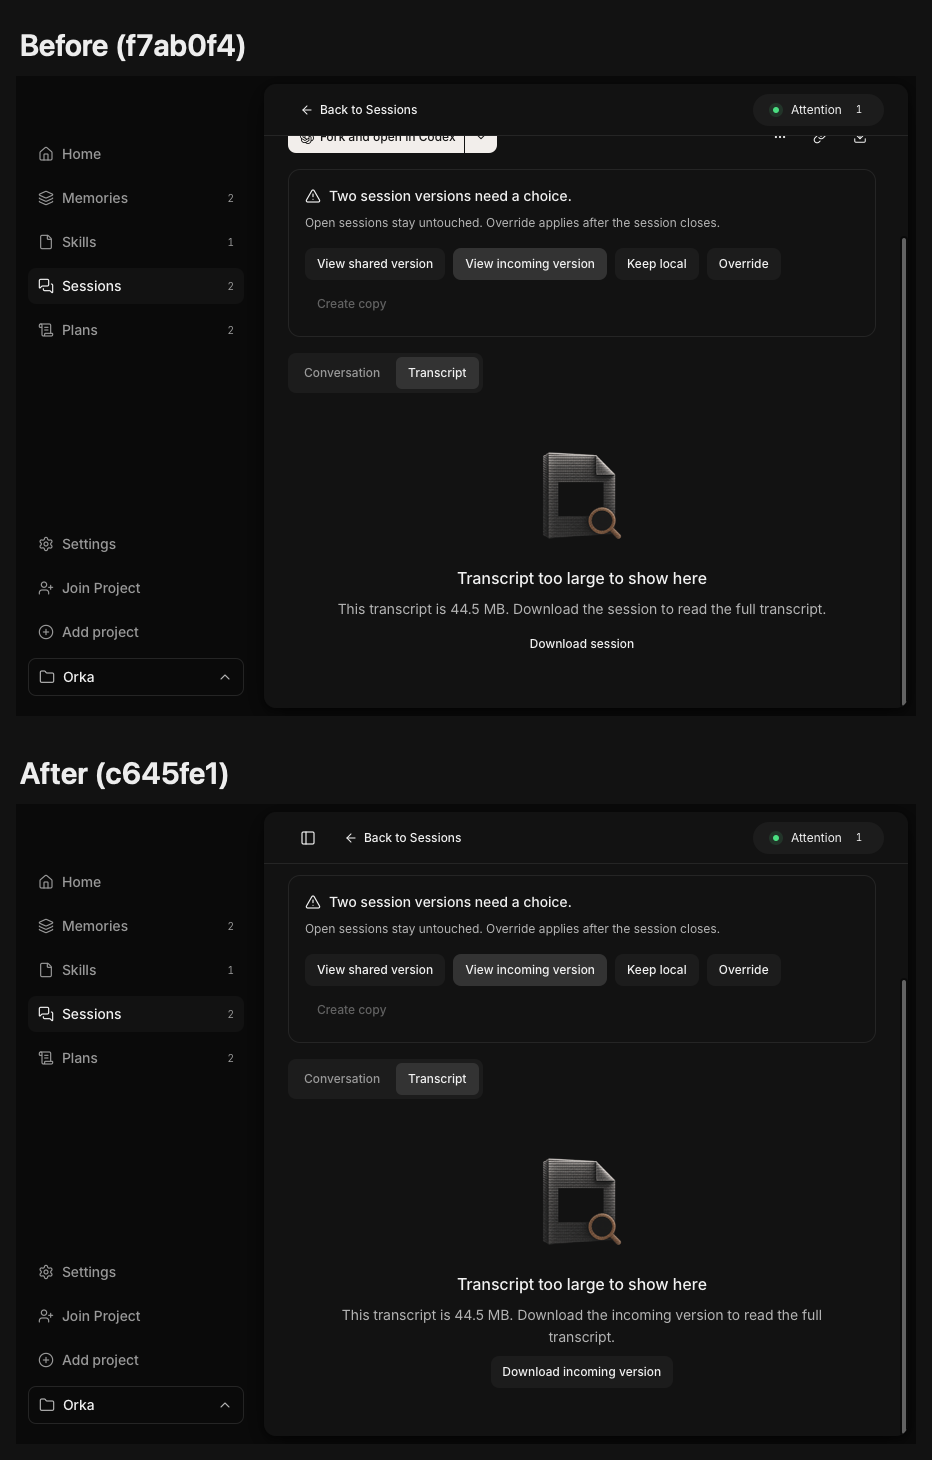 Before (f7ab0f4)
Back to Sessions
Attention 1
Fork and open in Codex
Home
Memories 2
Skills 1
Sessions 2
Plans 2
Two session versions need a choice.
Open sessions stay untouched. Override applies after the session closes.
View shared version View incoming version Keep local Override
Create copy
Conversation Transcript
Transcript too large to show here
This transcript is 44.5 MB. Download the session to read the full transcript.
Download session
Settings
Join Project
Add project
Orka
After (c645fe1)
Back to Sessions
Attention 1
Home
Memories 2
Skills 1
Sessions 2
Plans 2
Two session versions need a choice.
Open sessions stay untouched. Override applies after the session closes.
View shared version View incoming version Keep local Override
Create copy
Conversation Transcript
Transcript too large to show here
This transcript is 44.5 MB. Download the incoming version to read the full
transcript.
Download incoming version
Settings
Join Project
Add project
Orka